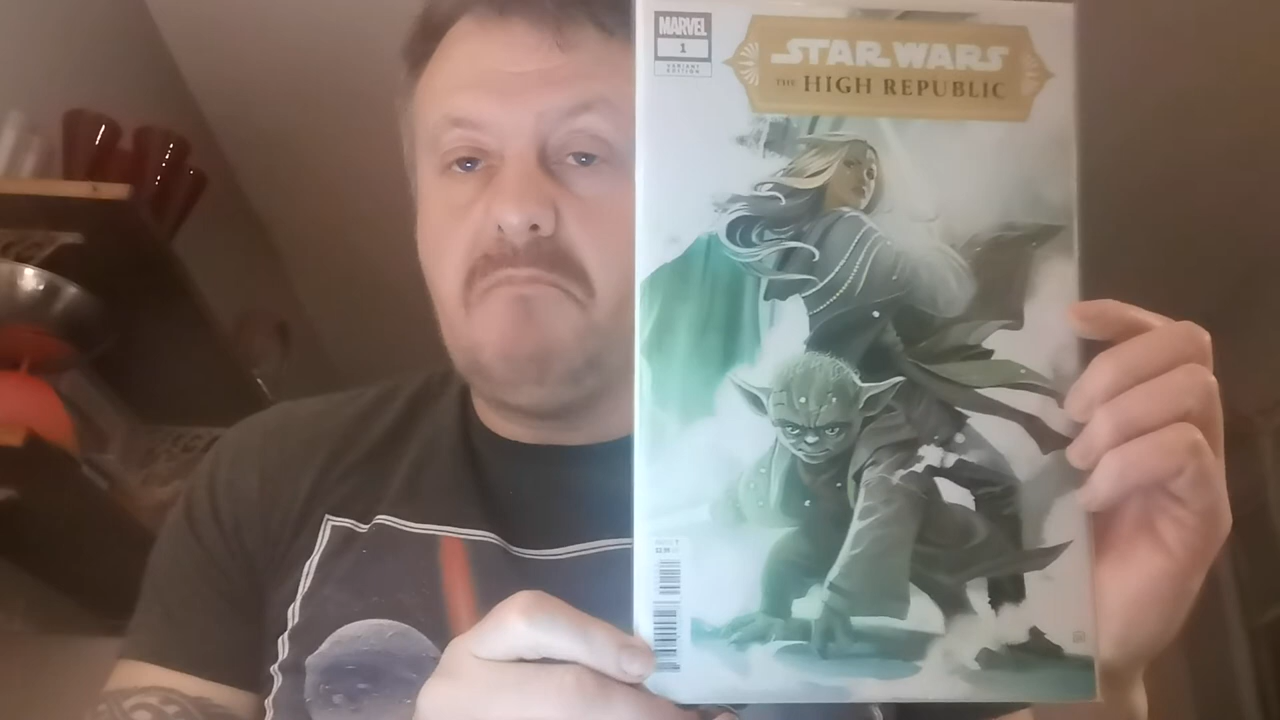 MARVEL
1
VARIANT
EDITION
STAR WARS
THE HIGH REPUBLIC